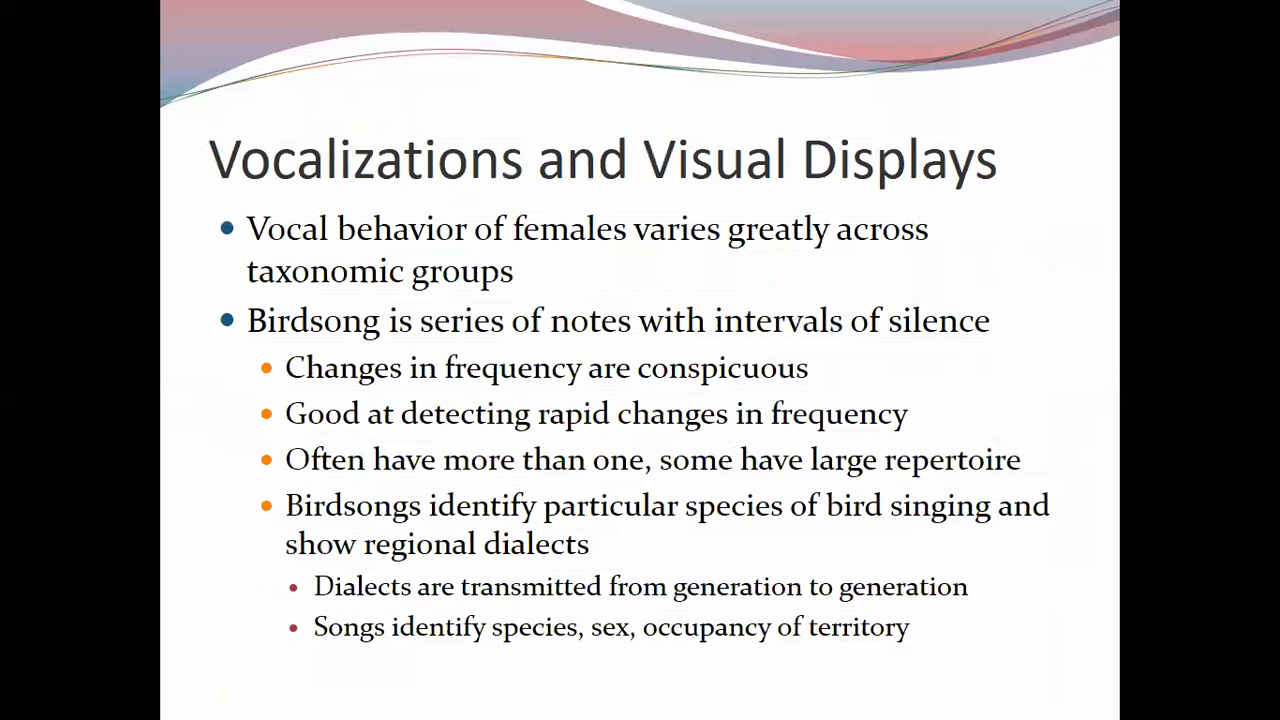 Vocalizations and Visual Displays
Vocal behavior of females varies greatly across
taxonomic groups
Birdsong is series of notes with intervals of silence
Changes in frequency are conspicuous
Good at detecting rapid changes in frequency
Often have more than one, some have large repertoire
Birdsongs identify particular species of bird singing and
show regional dialects
Dialects are transmitted from generation to generation
Songs identify species, sex, occupancy of territory